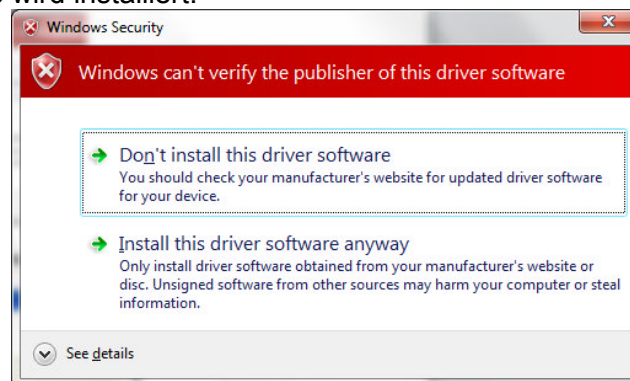 wird installiert.
Windows Security
Windows can't verify the publisher of this driver software
Don't install this driver software
You should check your manufacturer's website for updated driver software
for your device.
Install this driver software anyway
Only install driver software obtained from your manufacturer's website or
disc. Unsigned software from other sources may harm your computer or steal
information.
See details